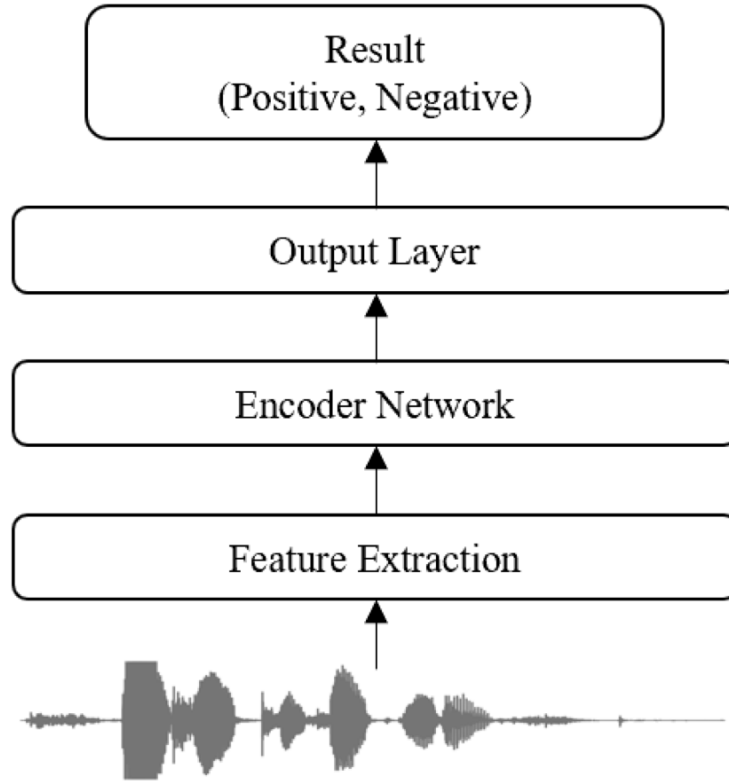 Result
(Positive, Negative)
Output Layer
Encoder Network
Feature Extraction